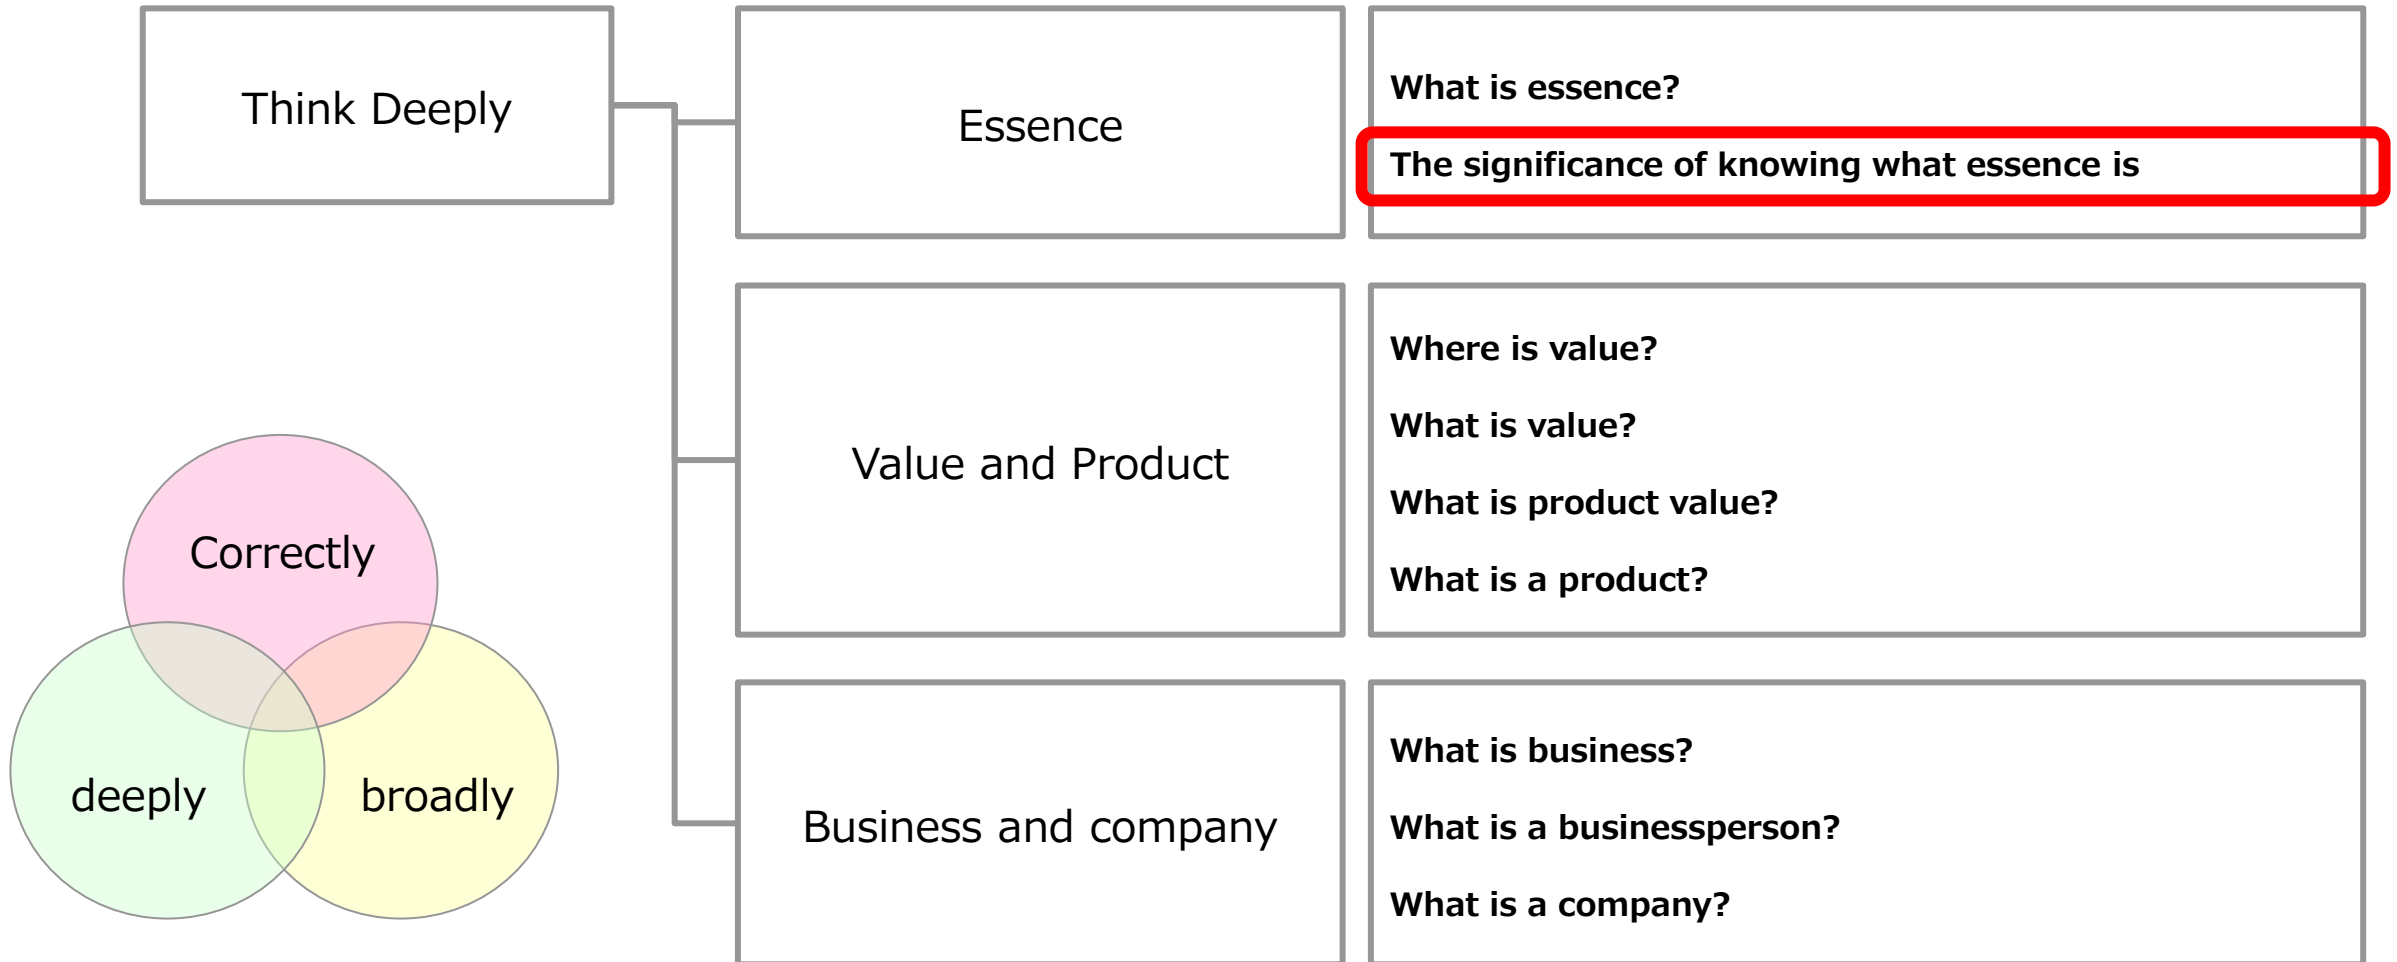 Think Deeply
Essence
What is essence?
The significance of knowing what essence is
Value and Product
Where is value?
What is value?
What is product value?
What is a product?
Business and company
What is business?
What is a businessperson?
What is a company?
Correctly
deeply
broadly